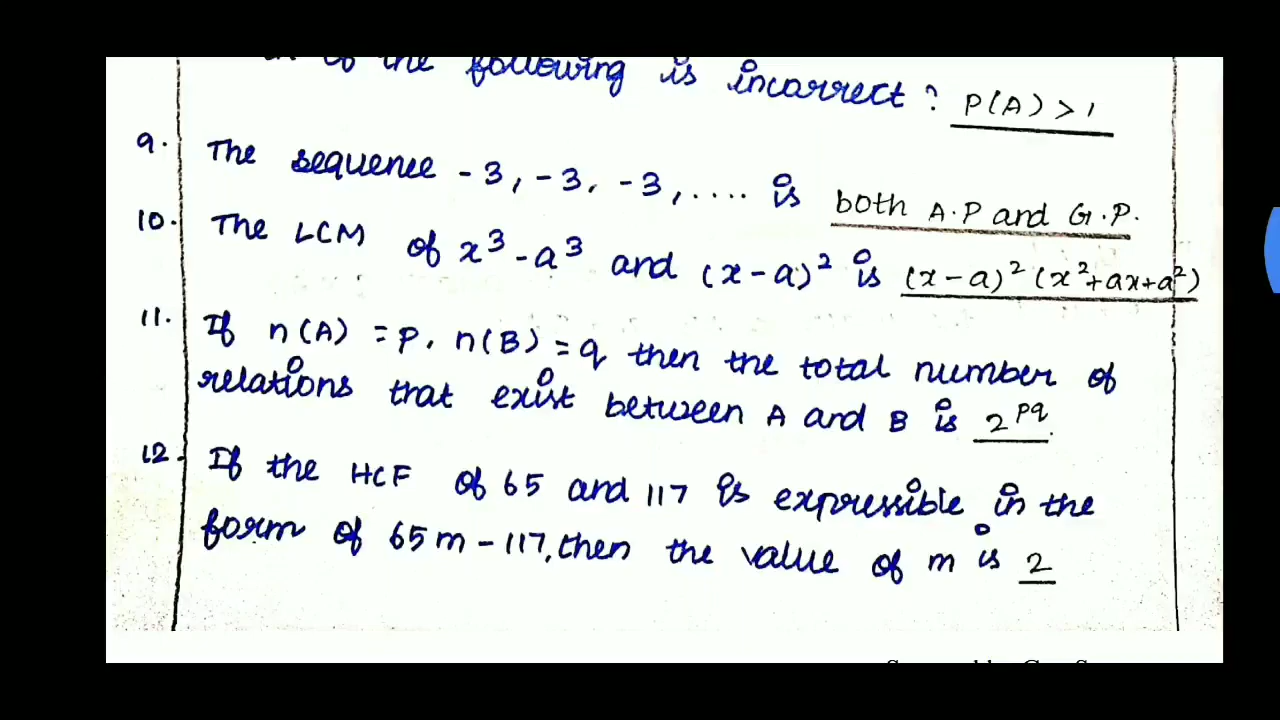 of the following is incorrect? P(A) > 1
9. The sequence -3, -3, -3, .... is both A.P and G.P.
10. The LCM of x³-a³ and (x-a)² is (x-a)² (x²+ax+a²)
11. If n(A) = p, n(B) = q then the total number of
relations that exist between A and B is 2^pq.
12. If the HCF of 65 and 117 is expressible in the
form of 65m - 117, then the value of m is 2